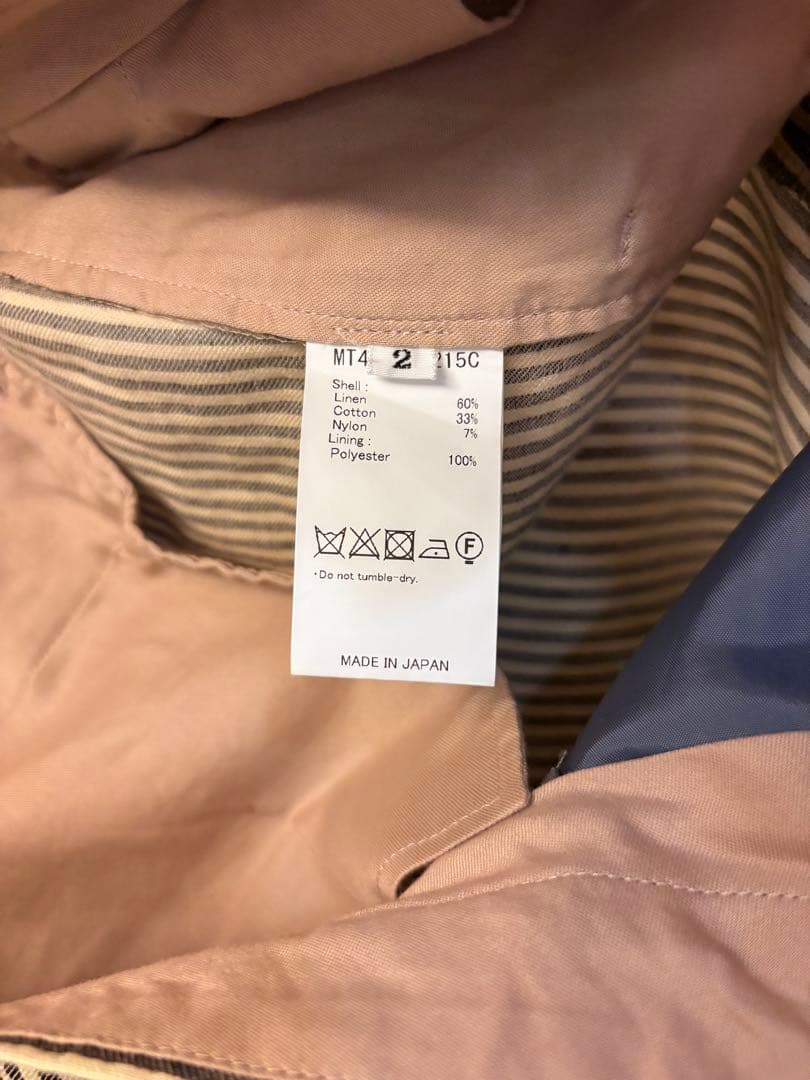 MT4 2 215C
Shell :
Linen 60%
Cotton 33%
Nylon 7%
Lining :
Polyester 100%
F
・Do not tumble-dry.
MADE IN JAPAN